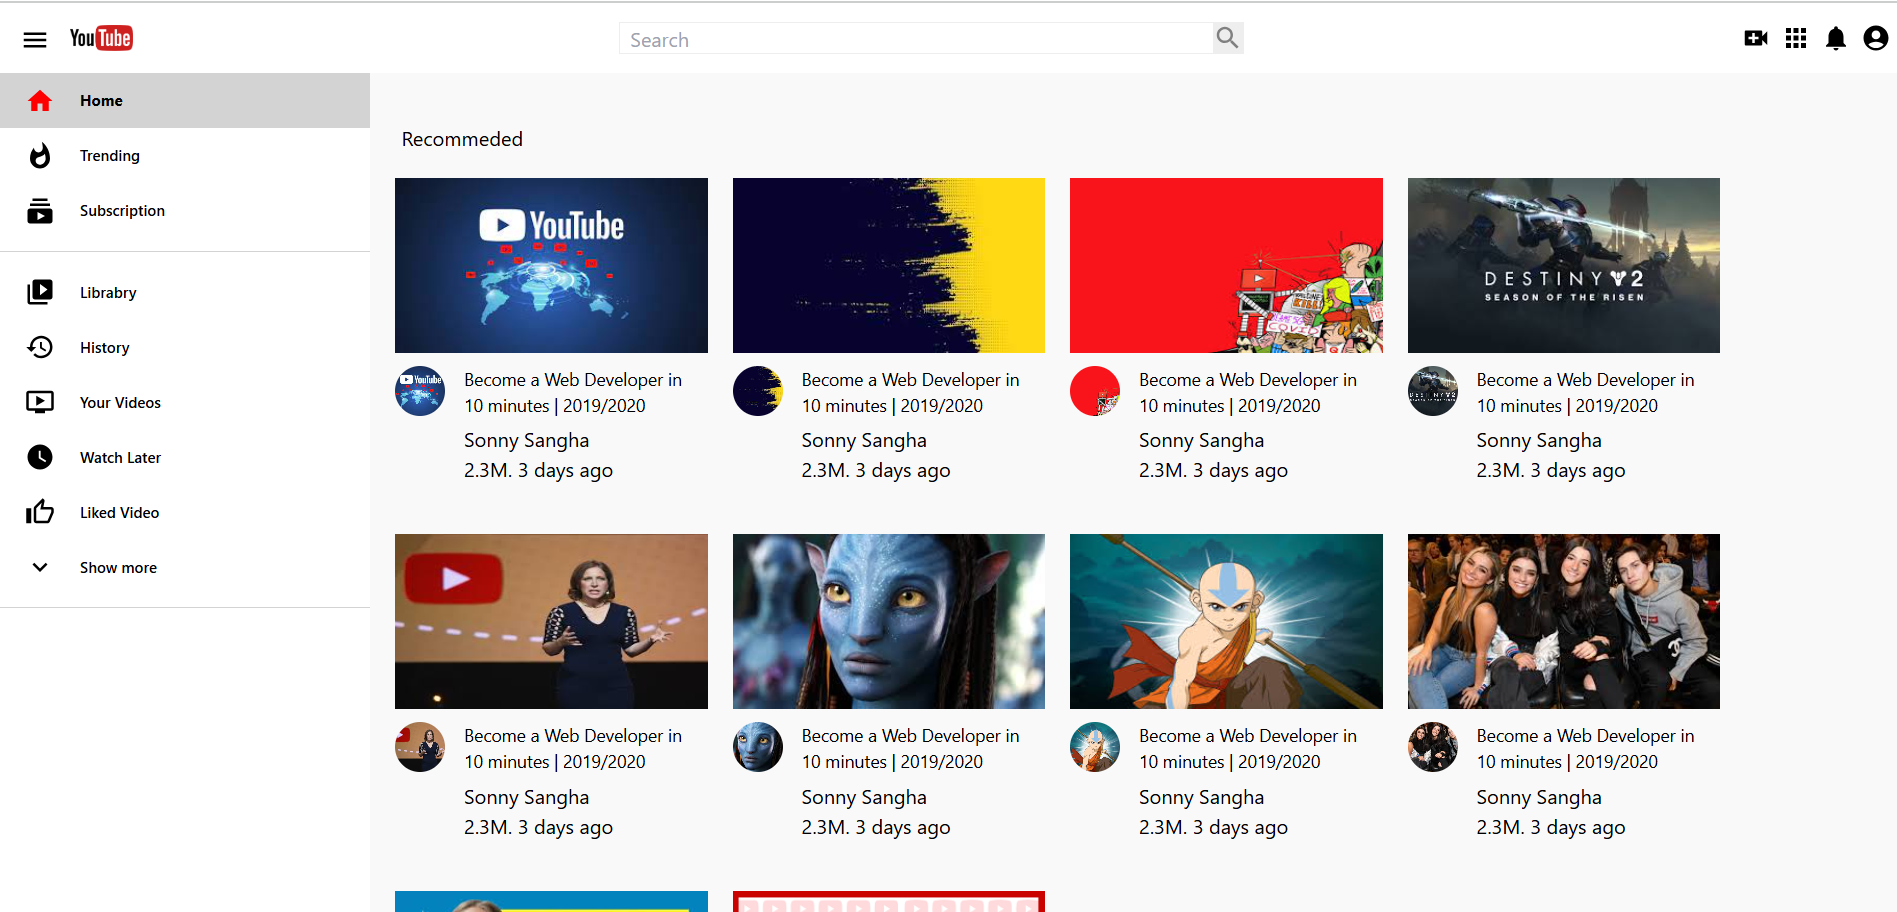 YouTube
Search
Home
Trending
Subscription
Librabry
History
Your Videos
Watch Later
Liked Video
Show more
Recommeded
YouTube
COVID
DESTINY 2
SEASON OF THE RISEN
YouTube
Become a Web Developer in
10 minutes | 2019/2020
Sonny Sangha
2.3M. 3 days ago
Become a Web Developer in
10 minutes | 2019/2020
Sonny Sangha
2.3M. 3 days ago
Become a Web Developer in
10 minutes | 2019/2020
Sonny Sangha
2.3M. 3 days ago
Become a Web Developer in
10 minutes | 2019/2020
Sonny Sangha
2.3M. 3 days ago
Become a Web Developer in
10 minutes | 2019/2020
Sonny Sangha
2.3M. 3 days ago
Become a Web Developer in
10 minutes | 2019/2020
Sonny Sangha
2.3M. 3 days ago
Become a Web Developer in
10 minutes | 2019/2020
Sonny Sangha
2.3M. 3 days ago
Become a Web Developer in
10 minutes | 2019/2020
Sonny Sangha
2.3M. 3 days ago